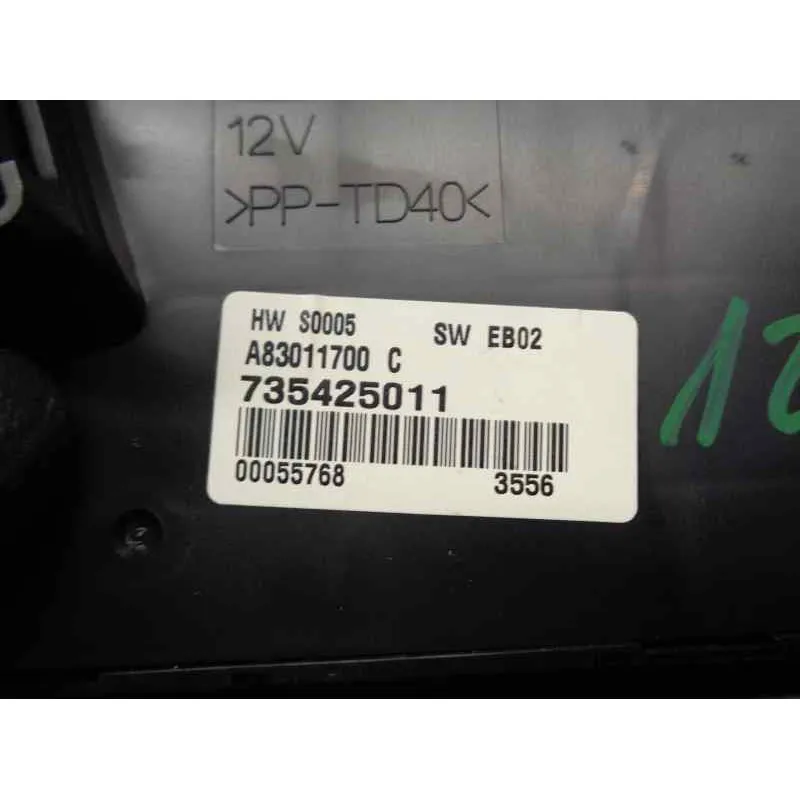 12V
>PP-TD40<
HW S0005 SW EB02
A83011700 C
735425011
00055768 3556